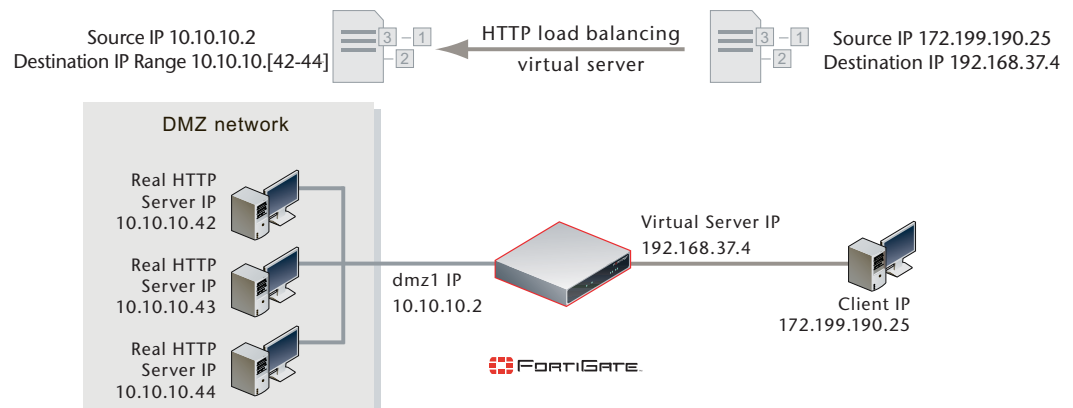 Source IP 10.10.10.2
Destination IP Range 10.10.10.[42-44]
3
1
2
HTTP load balancing
virtual server
3
1
2
Source IP 172.199.190.25
Destination IP 192.168.37.4
DMZ network
Real HTTP
Server IP
10.10.10.42
Real HTTP
Server IP
10.10.10.43
Real HTTP
Server IP
10.10.10.44
dmz1 IP
10.10.10.2
Virtual Server IP
192.168.37.4
Client IP
172.199.190.25
FORTIGATE